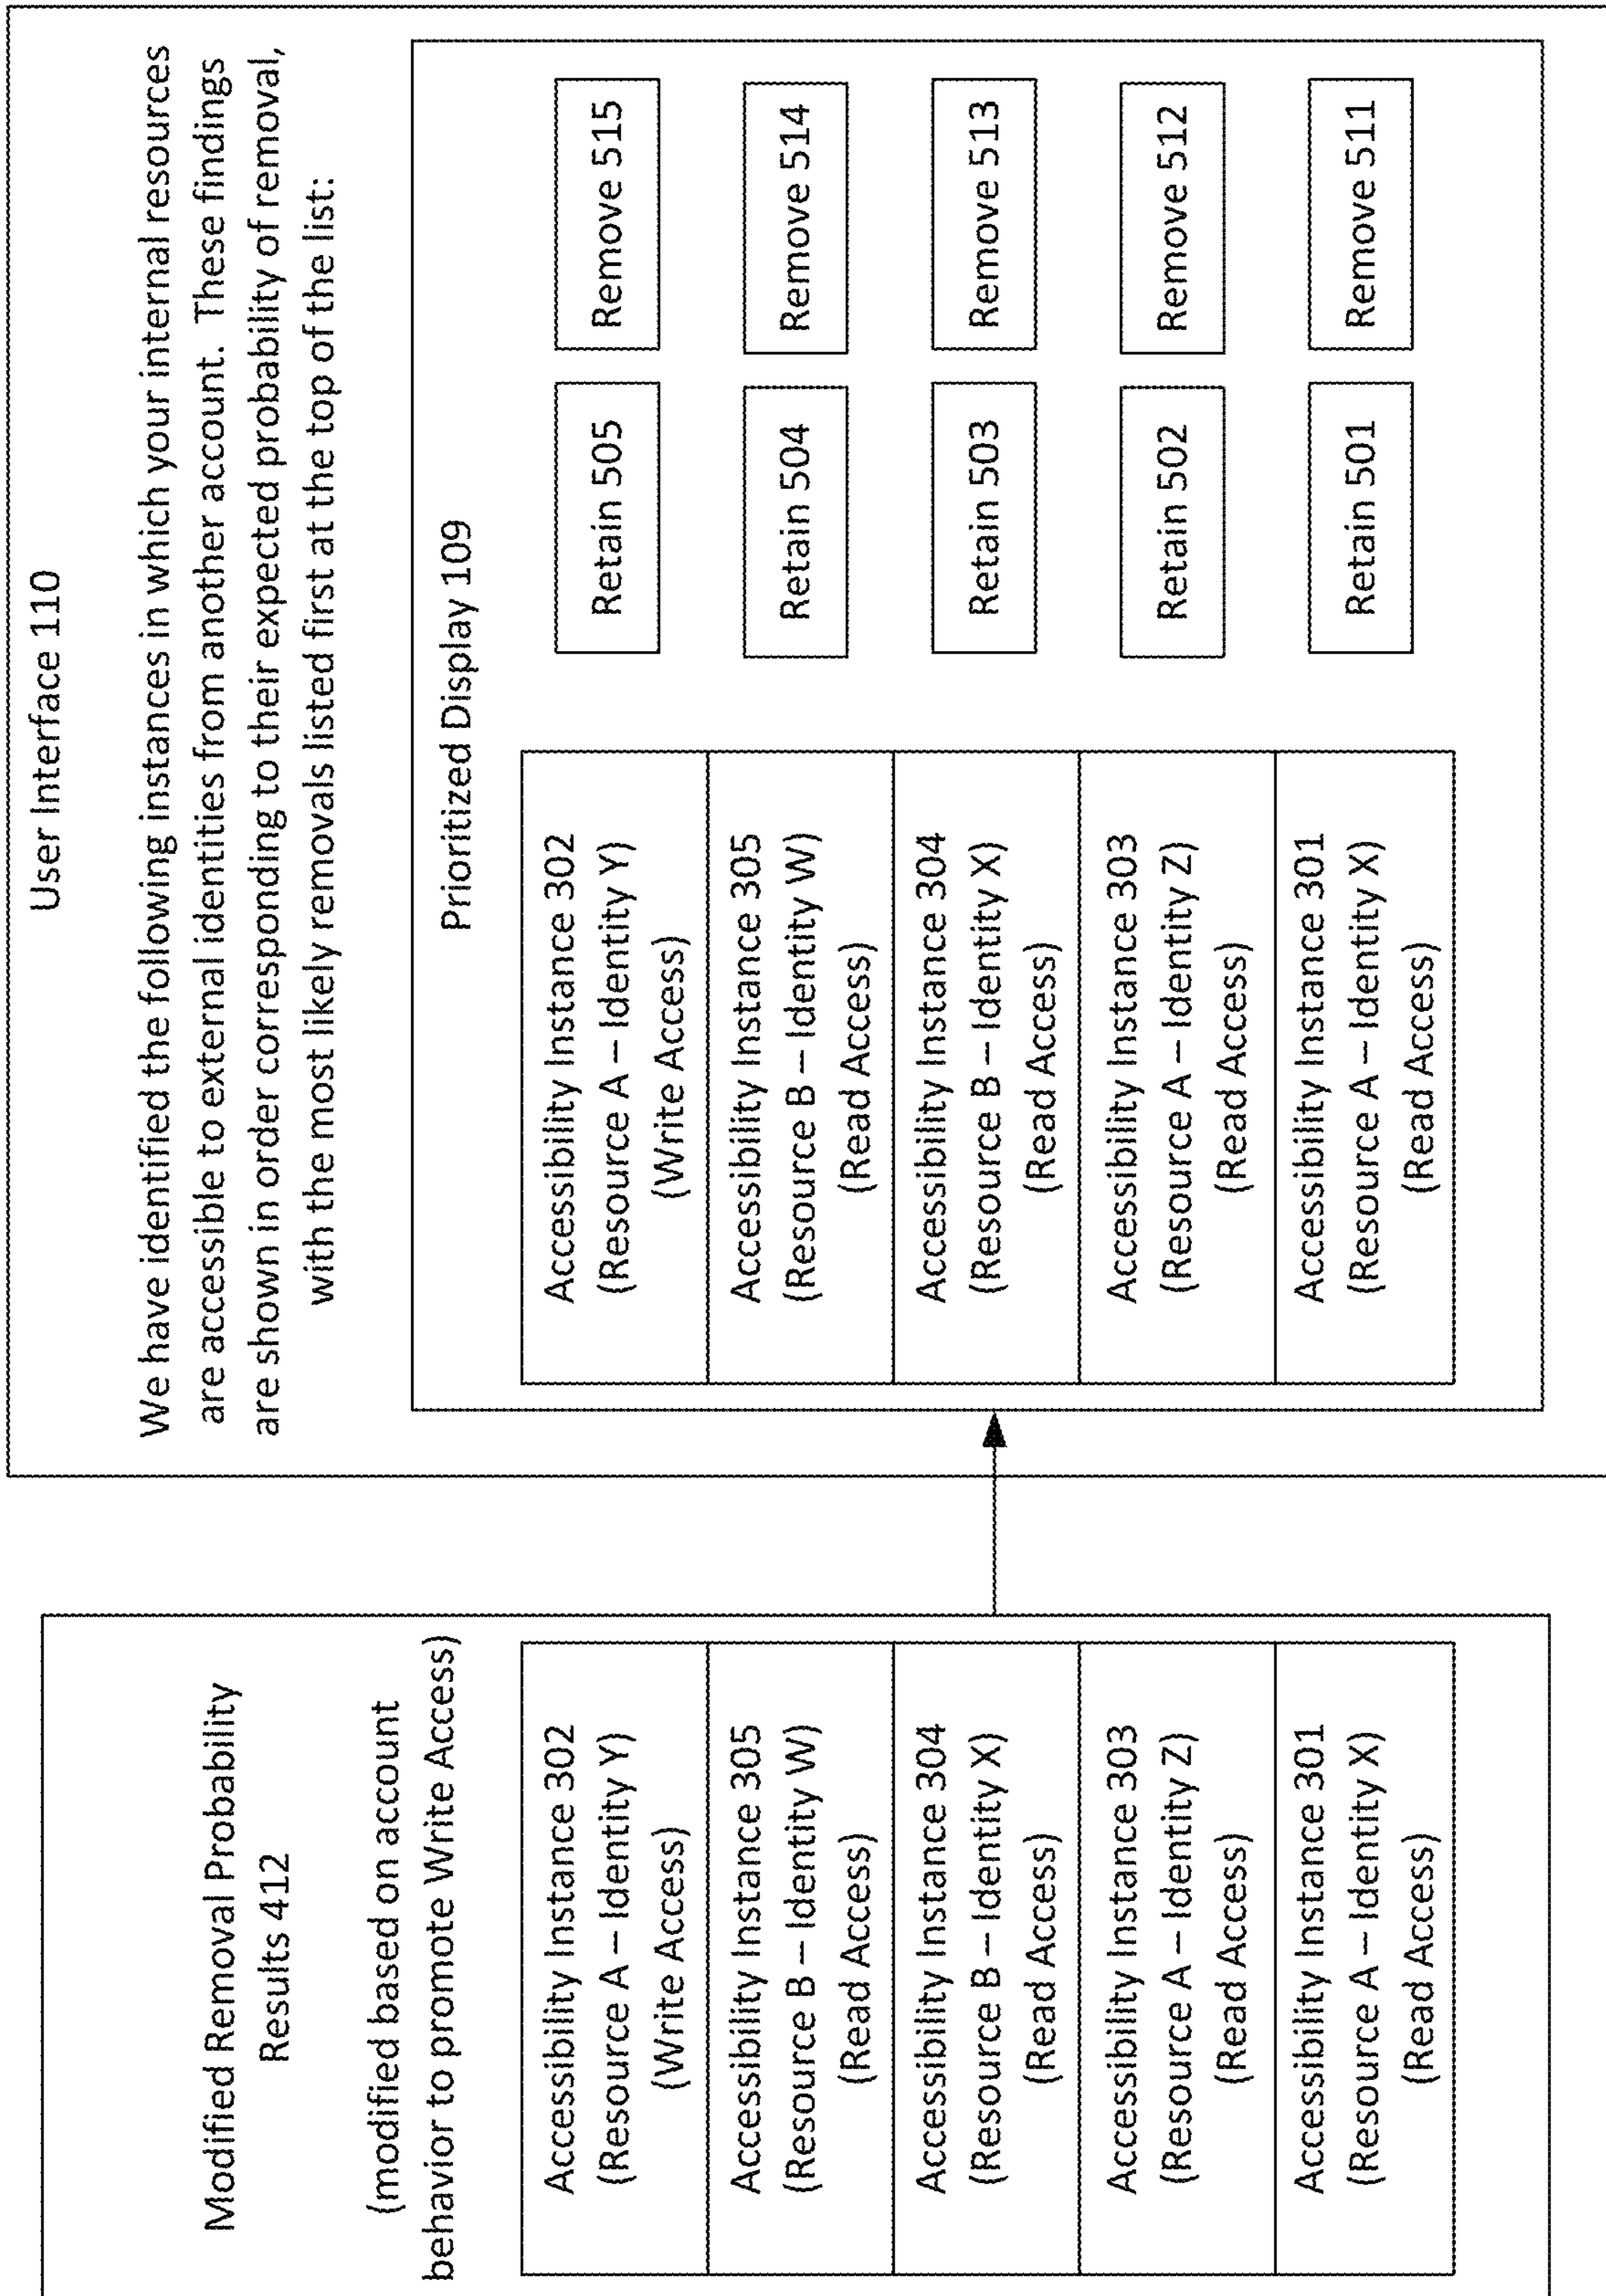 Modified Removal Probability
Results 412
(modified based on account
behavior to promote Write Access)
Accessibility Instance 302
(Resource A – Identity Y)
(Write Access)
Accessibility Instance 305
(Resource B – Identity W)
(Read Access)
Accessibility Instance 304
(Resource B – Identity X)
(Read Access)
Accessibility Instance 303
(Resource A – Identity Z)
(Read Access)
Accessibility Instance 301
(Resource A – Identity X)
(Read Access)
User Interface 110
We have identified the following instances in which your internal resources
are accessible to external identities from another account.  These findings
are shown in order corresponding to their expected probability of removal,
with the most likely removals listed first at the top of the list:
Prioritized Display 109
Accessibility Instance 302
(Resource A – Identity Y)
(Write Access)
Retain 505
Remove 515
Accessibility Instance 305
(Resource B – Identity W)
(Read Access)
Retain 504
Remove 514
Accessibility Instance 304
(Resource B – Identity X)
(Read Access)
Retain 503
Remove 513
Accessibility Instance 303
(Resource A – Identity Z)
(Read Access)
Retain 502
Remove 512
Accessibility Instance 301
(Resource A – Identity X)
(Read Access)
Retain 501
Remove 511